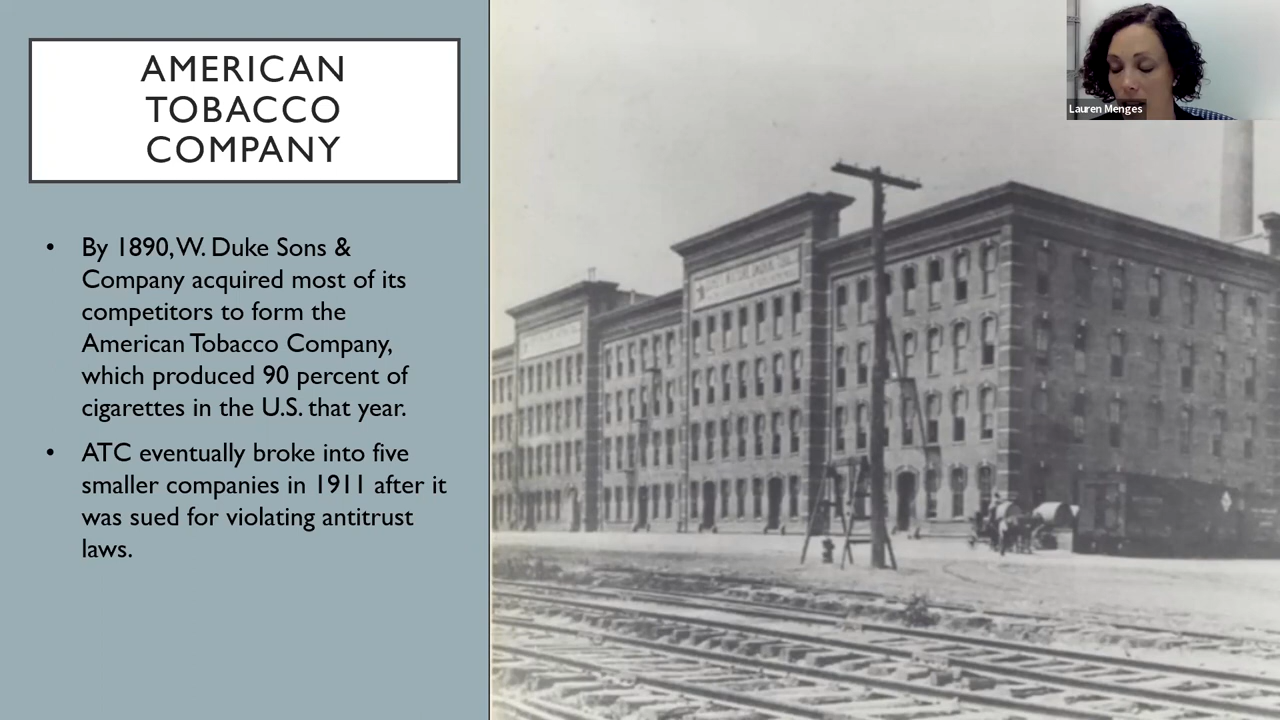 AMERICAN
TOBACCO
COMPANY
• By 1890, W. Duke Sons &
Company acquired most of its
competitors to form the
American Tobacco Company,
which produced 90 percent of
cigarettes in the U.S. that year.
• ATC eventually broke into five
smaller companies in 1911 after it
was sued for violating antitrust
laws.
Lauren Menges